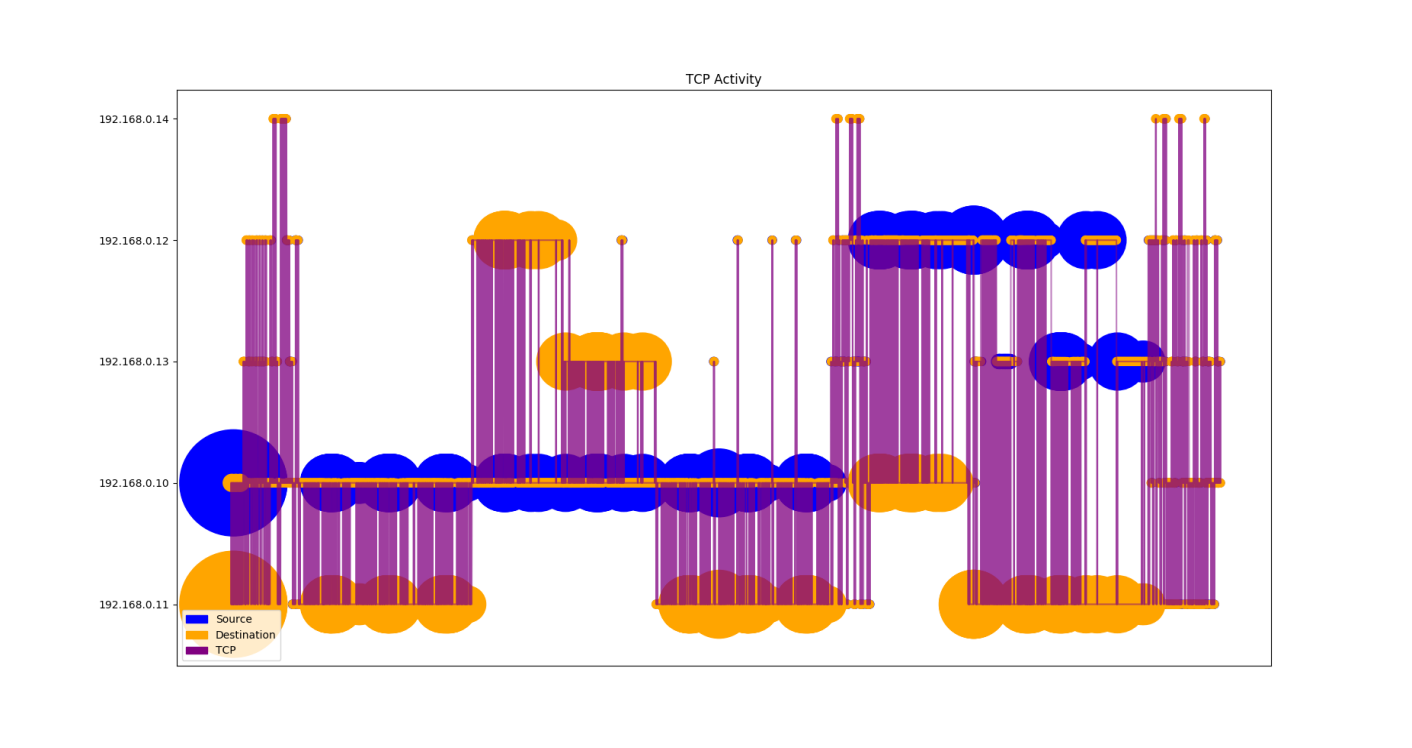 TCP Activity
192.168.0.14
192.168.0.12
192.168.0.13
192.168.0.10
192.168.0.11
Source
Destination
TCP